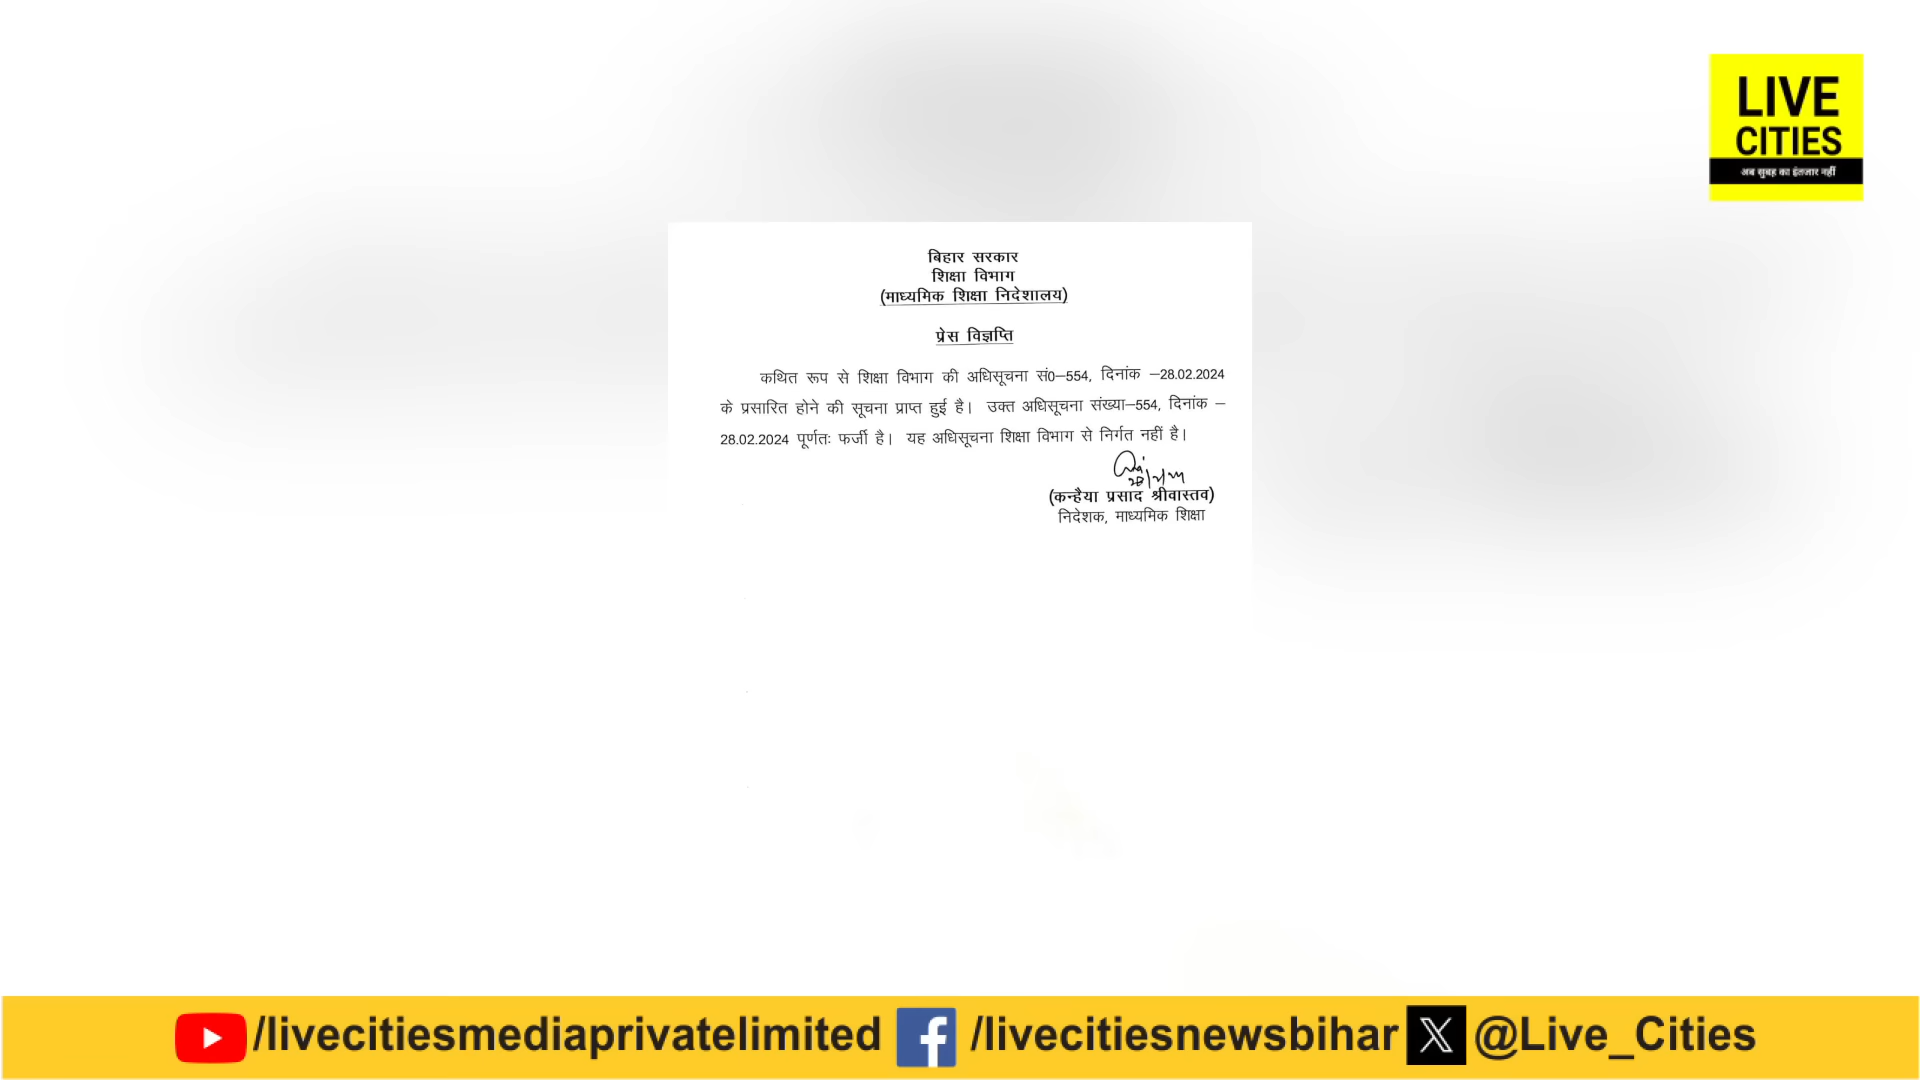 LIVE
CITIES
अब सुबह का इंतजार नहीं
बिहार सरकार
शिक्षा विभाग
(माध्यमिक शिक्षा निदेशालय)
प्रेस विज्ञप्ति
कथित रूप से शिक्षा विभाग की अधिसूचना सं0–554, दिनांक –28.02.2024
के प्रसारित होने की सूचना प्राप्त हुई है। उक्त अधिसूचना संख्या–554, दिनांक –
28.02.2024 पूर्णतः फर्जी है। यह अधिसूचना शिक्षा विभाग से निर्गत नहीं है।
(कन्हैया प्रसाद श्रीवास्तव)
निदेशक, माध्यमिक शिक्षा
/livecitiesmediaprivatelimited /livecitiesnewsbihar @Live_Cities